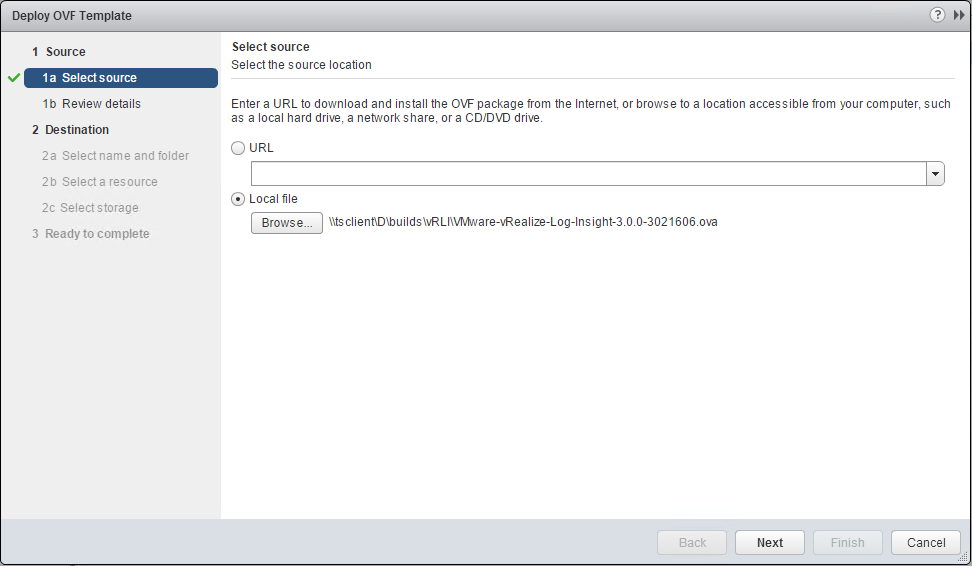 Deploy OVF Template
?
1 Source
1a Select source
1b Review details
2 Destination
2a Select name and folder
2b Select a resource
2c Select storage
3 Ready to complete
Select source
Select the source location
Enter a URL to download and install the OVF package from the Internet, or browse to a location accessible from your computer, such
as a local hard drive, a network share, or a CD/DVD drive.
URL
Local file
Browse... \\tsclient\D\builds\vRLI\VMware-vRealize-Log-Insight-3.0.0-3021606.ova
Back Next Finish Cancel